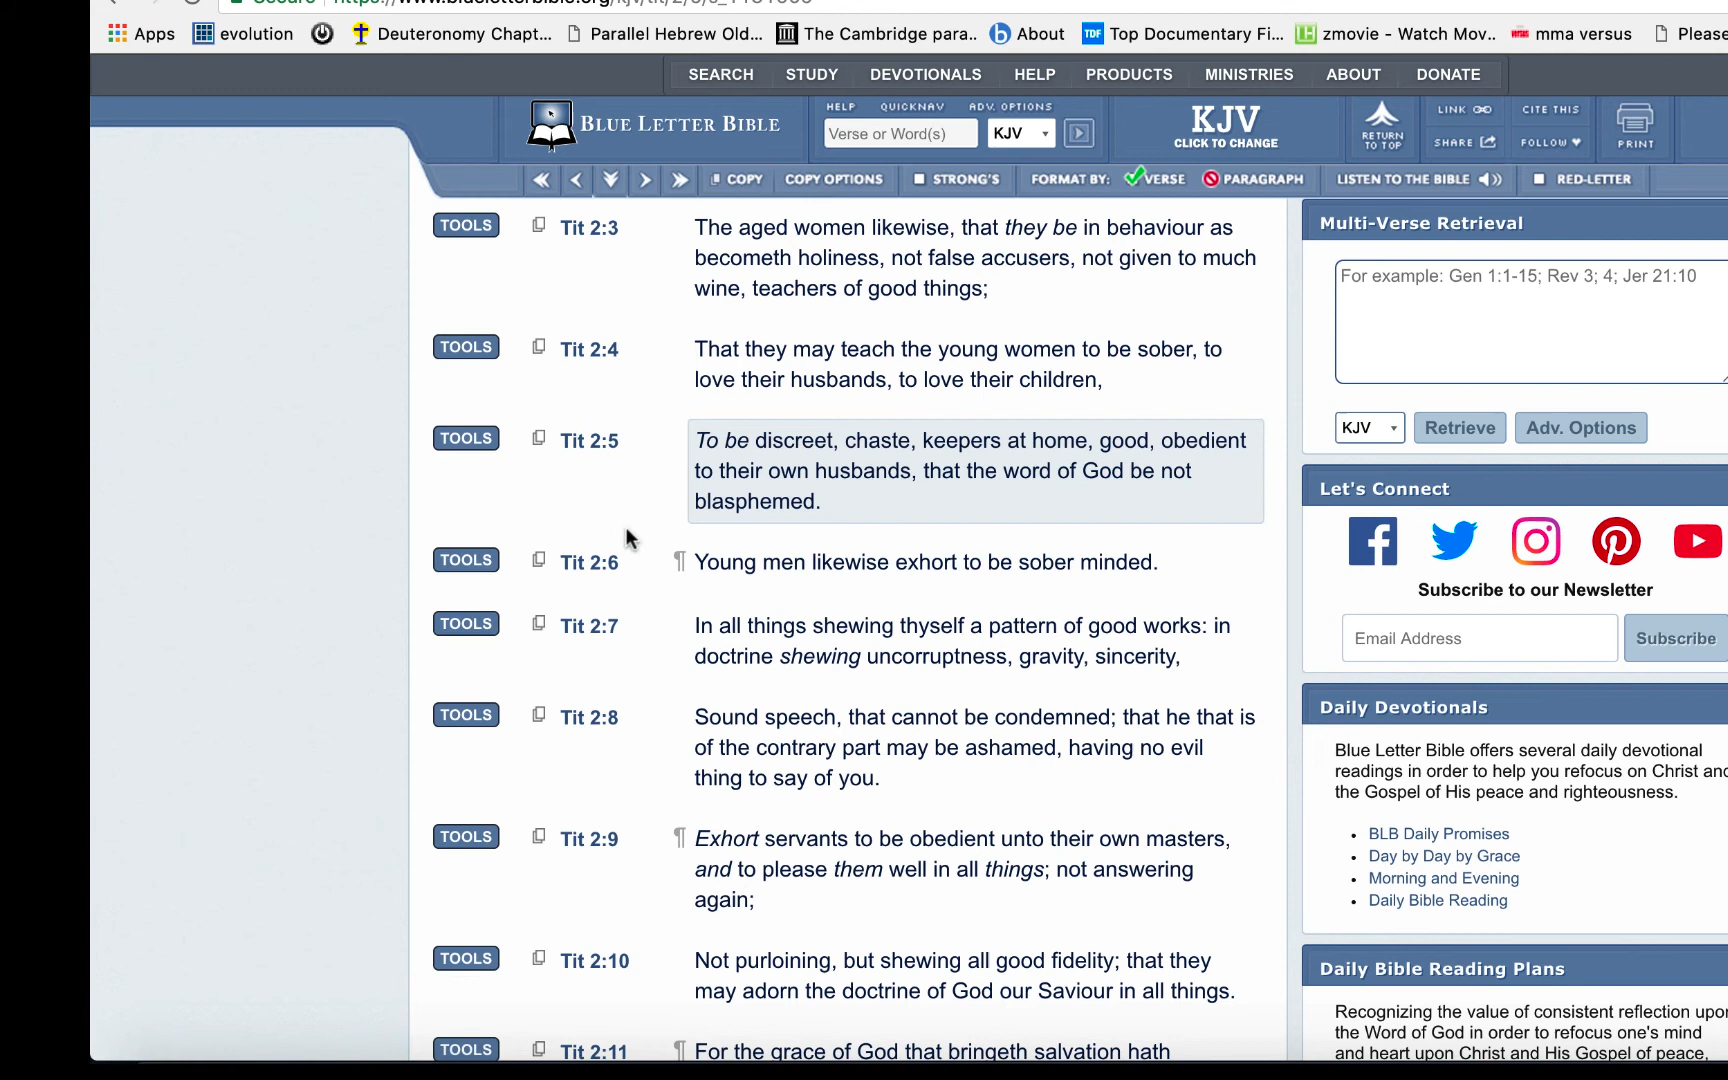 Apps evolution Deuteronomy Chapt... Parallel Hebrew Old... The Cambridge para.. About TDF Top Documentary Fi... zmovie - Watch Mov.. mma versus Please
SEARCH STUDY DEVOTIONALS HELP PRODUCTS MINISTRIES ABOUT DONATE
BLUE LETTER BIBLE
HELP QUICKNAV ADV. OPTIONS
Verse or Word(s) KJV
KJV
CLICK TO CHANGE
RETURN
TO TOP
LINK CITE THIS
SHARE FOLLOW
PRINT
COPY COPY OPTIONS STRONG'S FORMAT BY: VERSE PARAGRAPH LISTEN TO THE BIBLE RED-LETTER
TOOLS Tit 2:3 The aged women likewise, that they be in behaviour as
becometh holiness, not false accusers, not given to much
wine, teachers of good things;
TOOLS Tit 2:4 That they may teach the young women to be sober, to
love their husbands, to love their children,
TOOLS Tit 2:5 To be discreet, chaste, keepers at home, good, obedient
to their own husbands, that the word of God be not
blasphemed.
TOOLS Tit 2:6 ¶ Young men likewise exhort to be sober minded.
TOOLS Tit 2:7 In all things shewing thyself a pattern of good works: in
doctrine shewing uncorruptness, gravity, sincerity,
TOOLS Tit 2:8 Sound speech, that cannot be condemned; that he that is
of the contrary part may be ashamed, having no evil
thing to say of you.
TOOLS Tit 2:9 ¶ Exhort servants to be obedient unto their own masters,
and to please them well in all things; not answering
again;
TOOLS Tit 2:10 Not purloining, but shewing all good fidelity; that they
may adorn the doctrine of God our Saviour in all things.
TOOLS Tit 2:11 ¶ For the grace of God that bringeth salvation hath
Multi-Verse Retrieval
For example: Gen 1:1-15; Rev 3; 4; Jer 21:10
KJV Retrieve Adv. Options
Let's Connect
Subscribe to our Newsletter
Email Address Subscribe
Daily Devotionals
Blue Letter Bible offers several daily devotional
readings in order to help you refocus on Christ and
the Gospel of His peace and righteousness.
• BLB Daily Promises
• Day by Day by Grace
• Morning and Evening
• Daily Bible Reading
Daily Bible Reading Plans
Recognizing the value of consistent reflection upon
the Word of God in order to refocus one's mind
and heart upon Christ and His Gospel of peace,